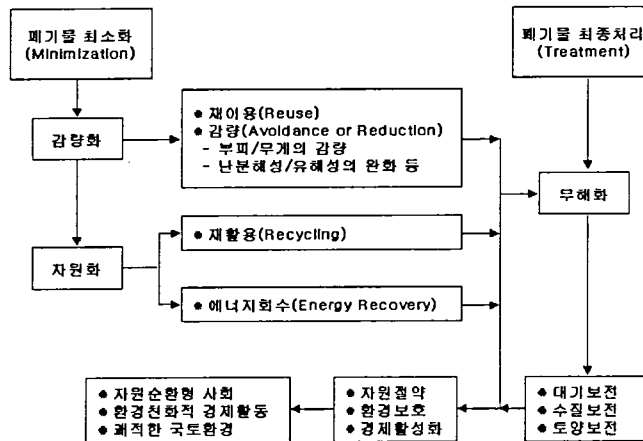 폐기물 최소화
(Minimization)
폐기물 최종처리
(Treatment)
감량화
● 재이용(Reuse)
● 감량(Avoidance or Reduction)
- 부피/무게의 감량
- 난분해성/유해성의 완화 등
무해화
자원화
● 재활용(Recycling)
● 에너지회수(Energy Recovery)
● 자원순환형 사회
● 환경친화적 경제활동
● 쾌적한 국토환경
● 자원절약
● 환경보호
● 경제활성화
● 대기보전
● 수질보전
● 토양보전